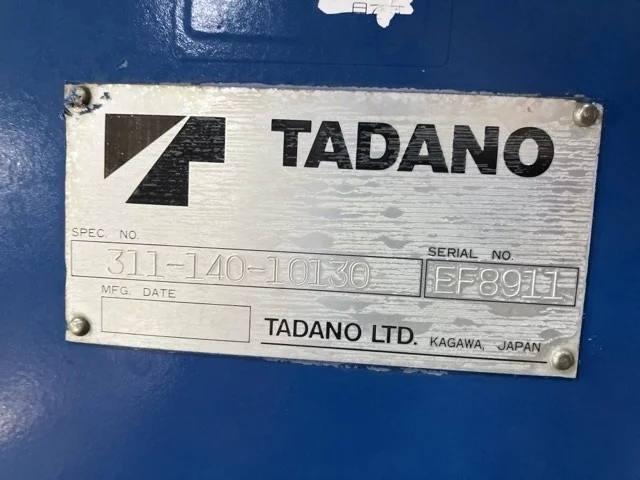 TADANO
SPEC. NO.
311-140-10130
SERIAL NO.
EF8911
MFG. DATE
TADANO LTD. KAGAWA, JAPAN